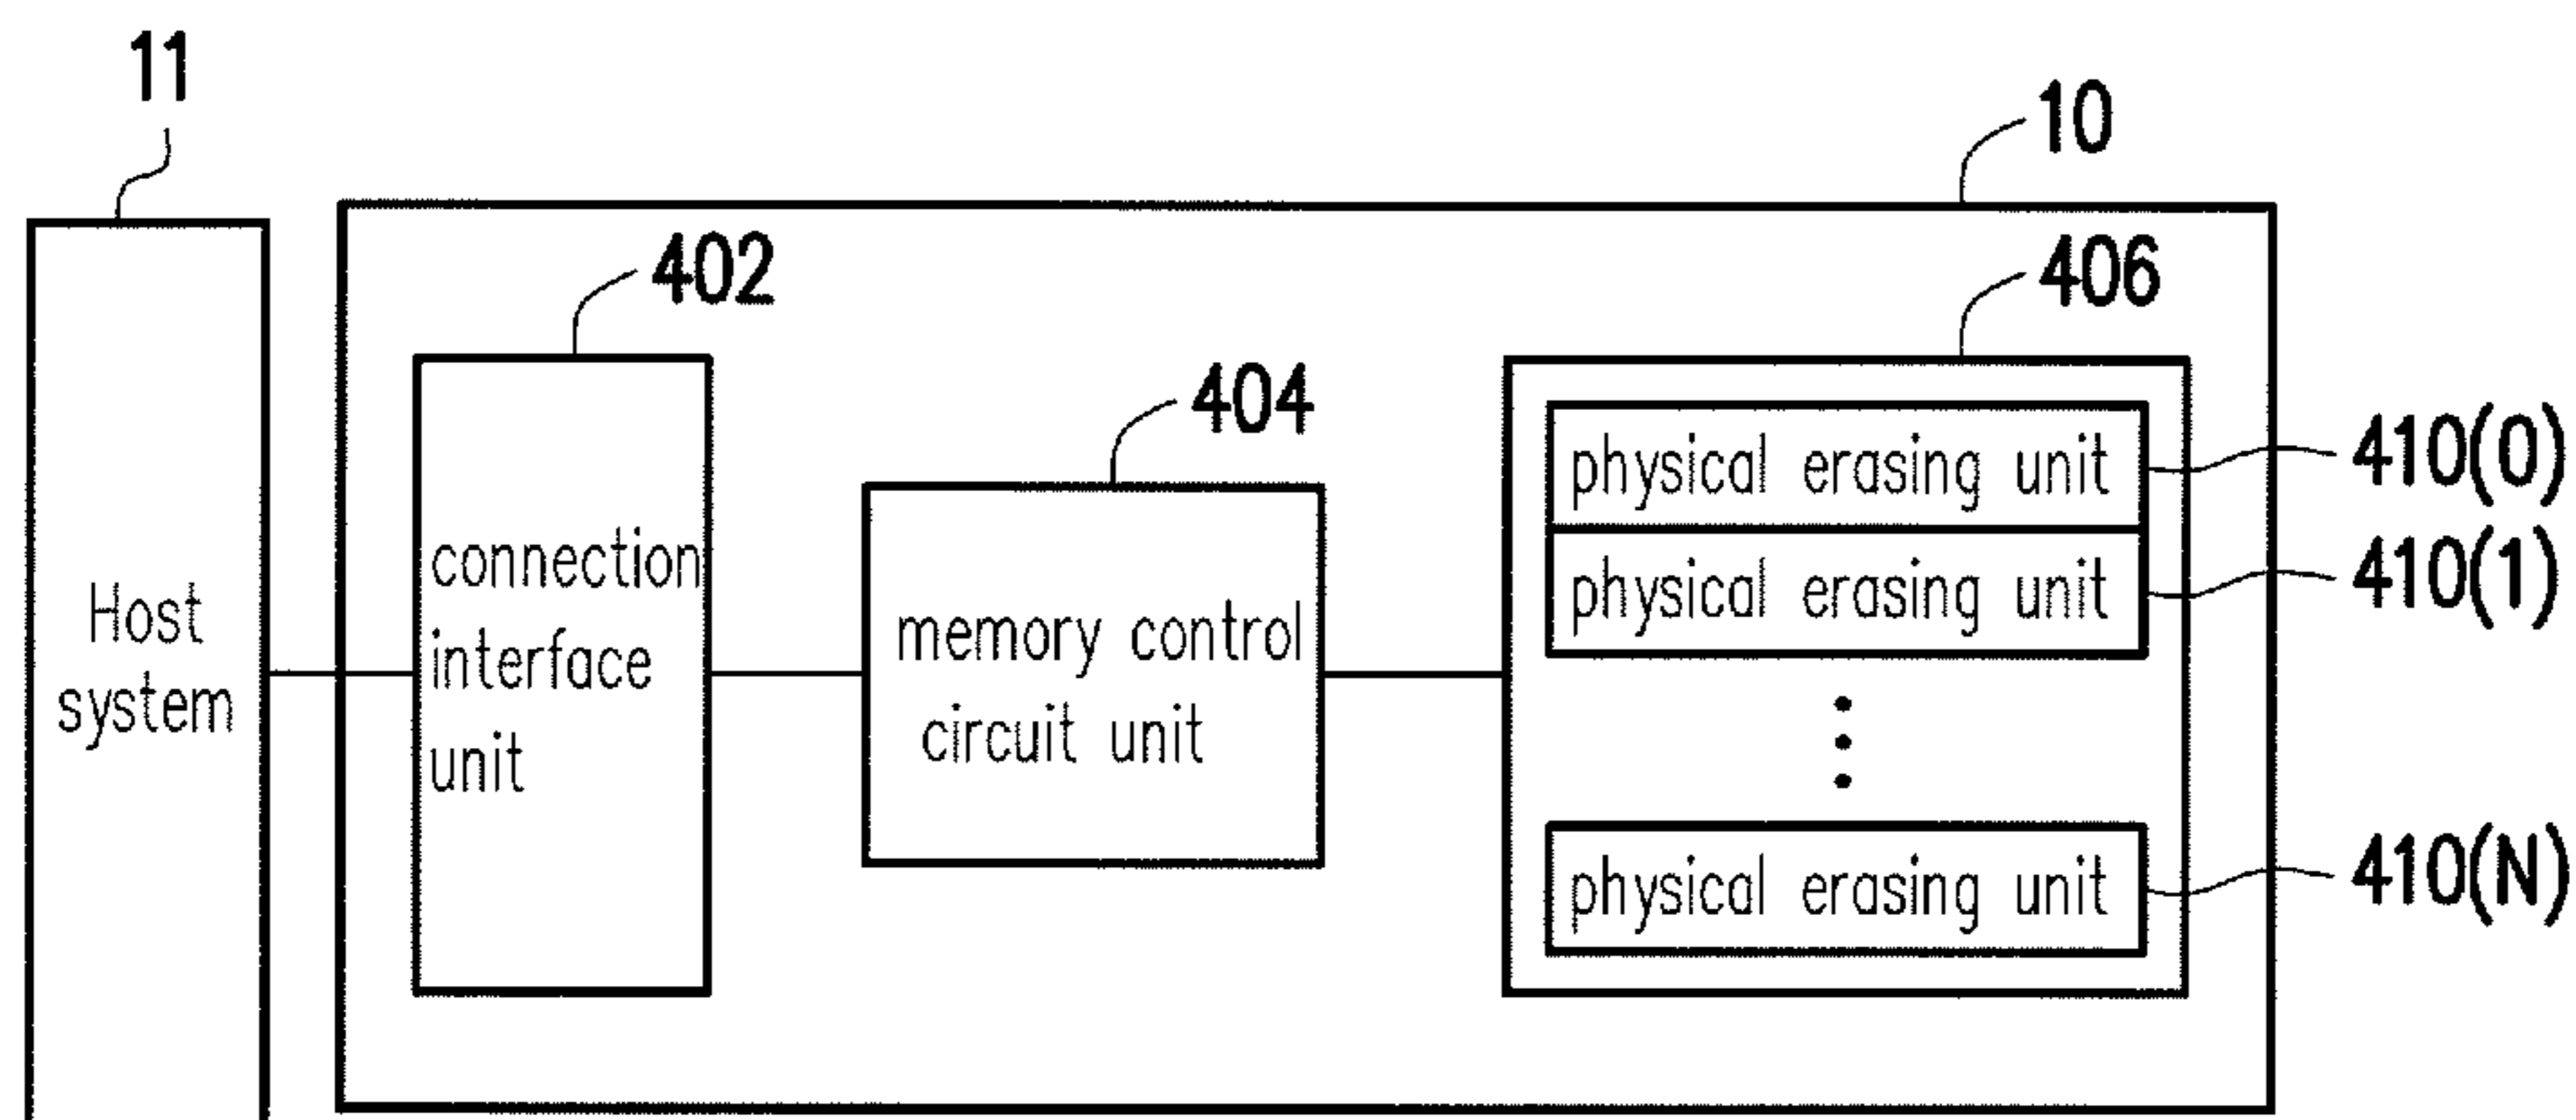 11
10
402
406
404
410(0)
physical erasing unit
410(1)
physical erasing unit
410(N)
physical erasing unit
Host
system
connection
interface
unit
memory control
circuit unit